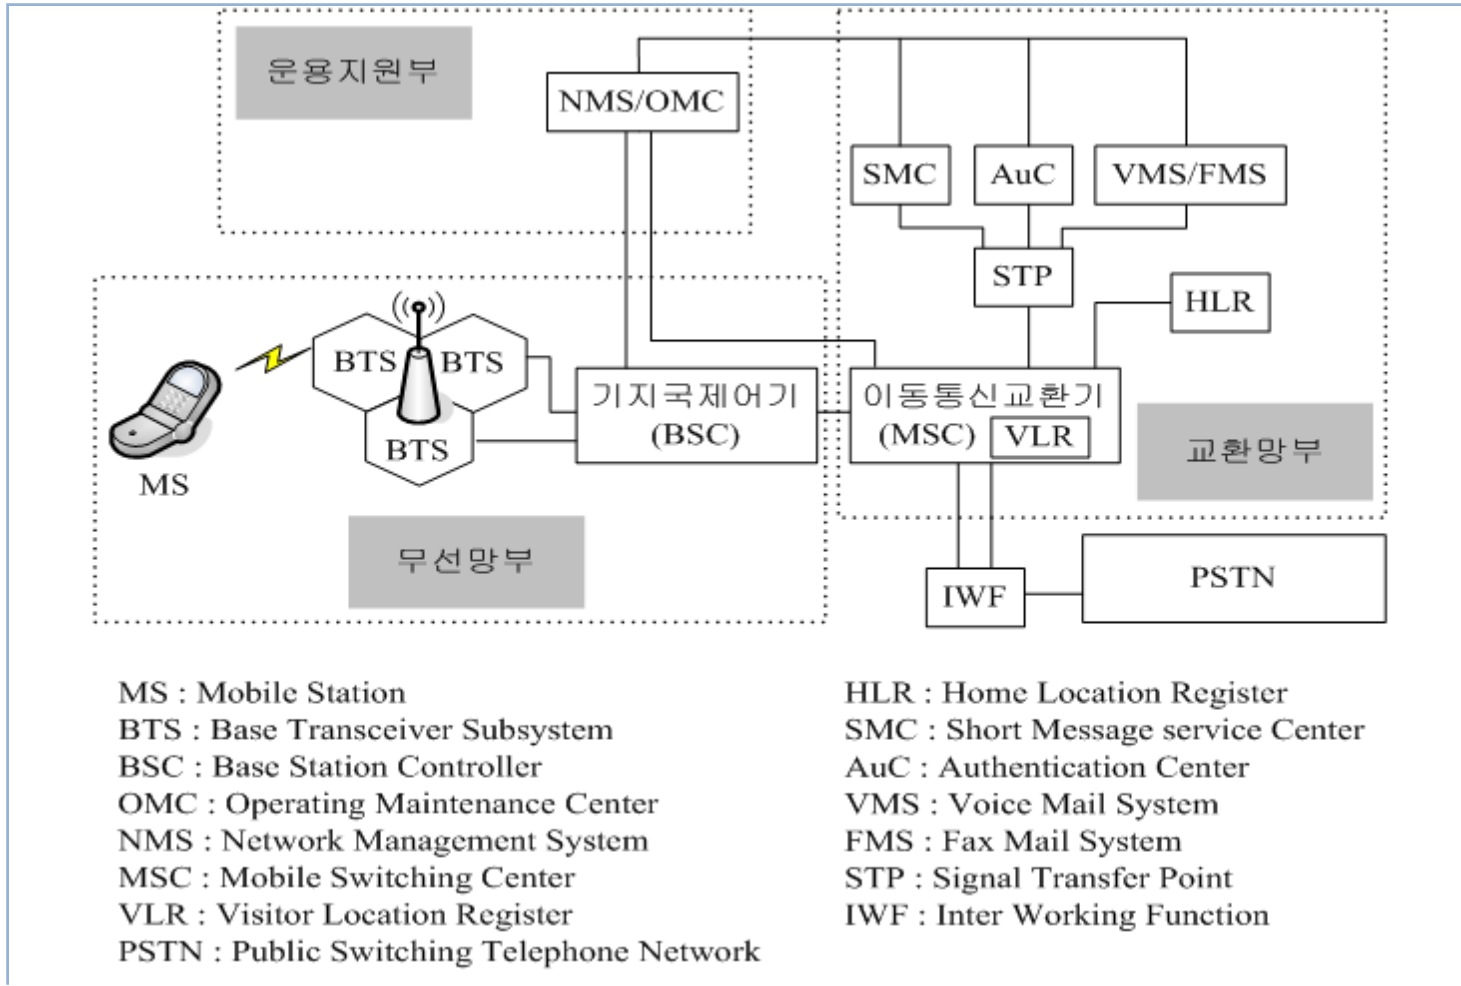 운용지원부
NMS/OMC
SMC
AuC
VMS/FMS
STP
HLR
BTS
BTS
BTS
MS
기지국제어기
(BSC)
이동통신교환기
(MSC)
VLR
교환망부
무선망부
IWF
PSTN
MS : Mobile Station
BTS : Base Transceiver Subsystem
BSC : Base Station Controller
OMC : Operating Maintenance Center
NMS : Network Management System
MSC : Mobile Switching Center
VLR : Visitor Location Register
PSTN : Public Switching Telephone Network
HLR : Home Location Register
SMC : Short Message service Center
AuC : Authentication Center
VMS : Voice Mail System
FMS : Fax Mail System
STP : Signal Transfer Point
IWF : Inter Working Function